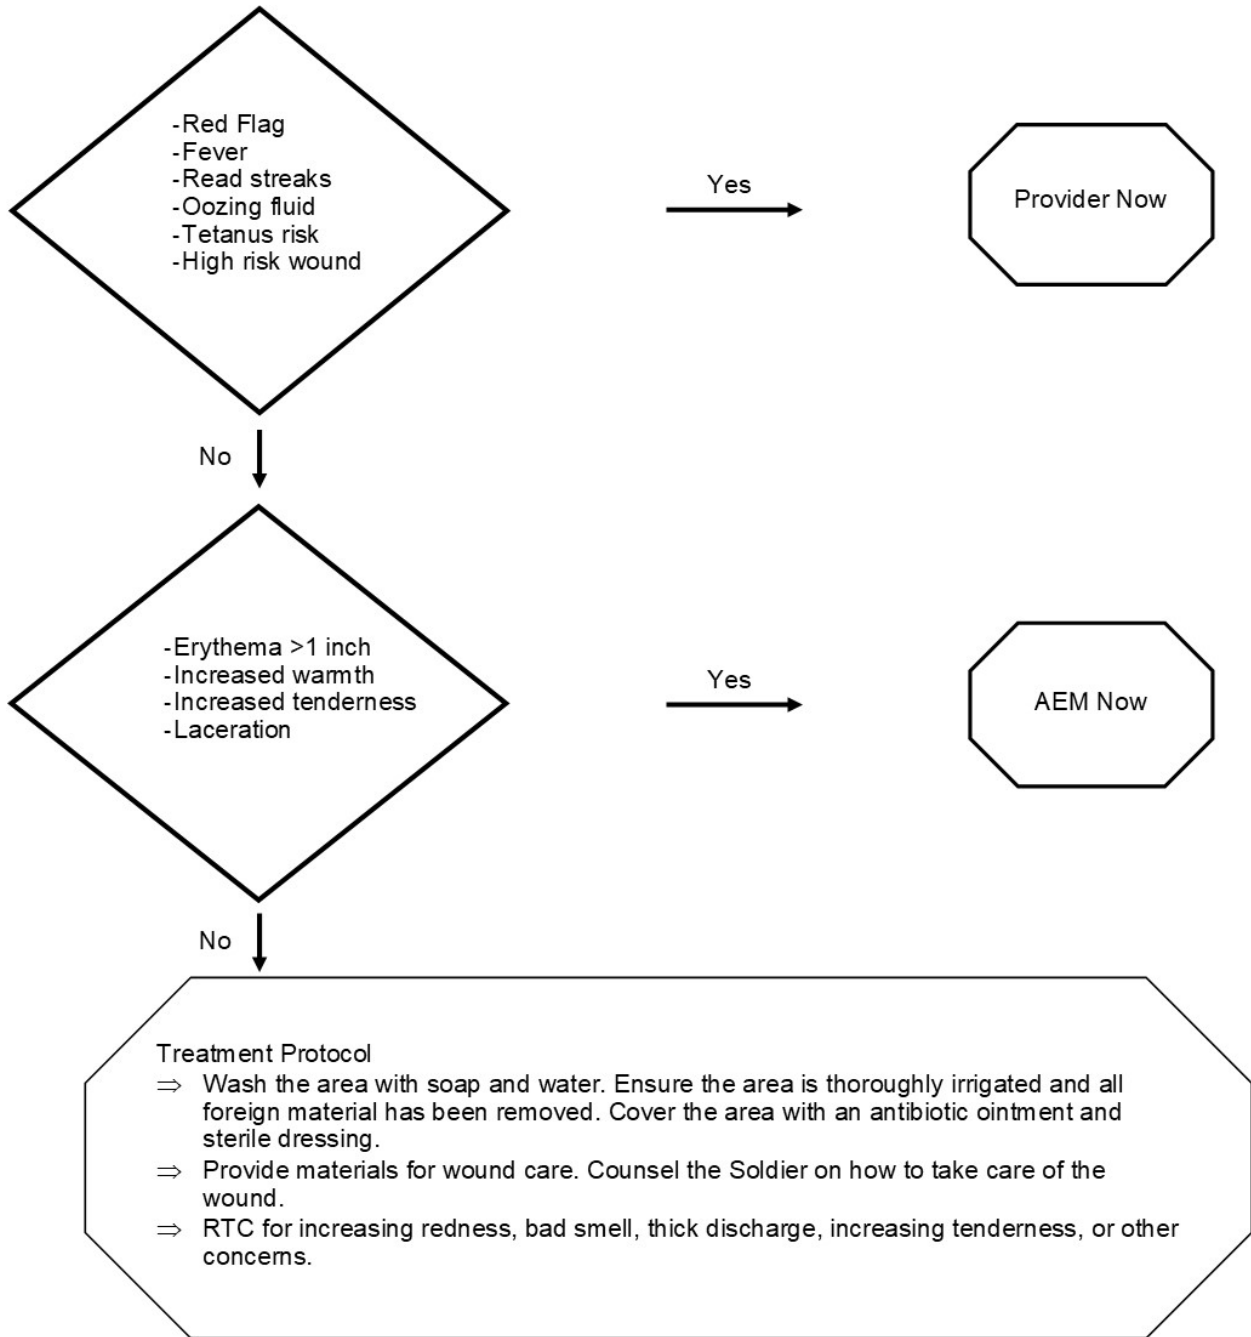 -Red Flag
-Fever
-Read streaks
-Oozing fluid
-Tetanus risk
-High risk wound
Yes
Provider Now
No
-Erythema >1 inch
-Increased warmth
-Increased tenderness
-Laceration
Yes
AEM Now
No
Treatment Protocol
⇒ Wash the area with soap and water. Ensure the area is thoroughly irrigated and all
foreign material has been removed. Cover the area with an antibiotic ointment and
sterile dressing.
⇒ Provide materials for wound care. Counsel the Soldier on how to take care of the
wound.
⇒ RTC for increasing redness, bad smell, thick discharge, increasing tenderness, or other
concerns.